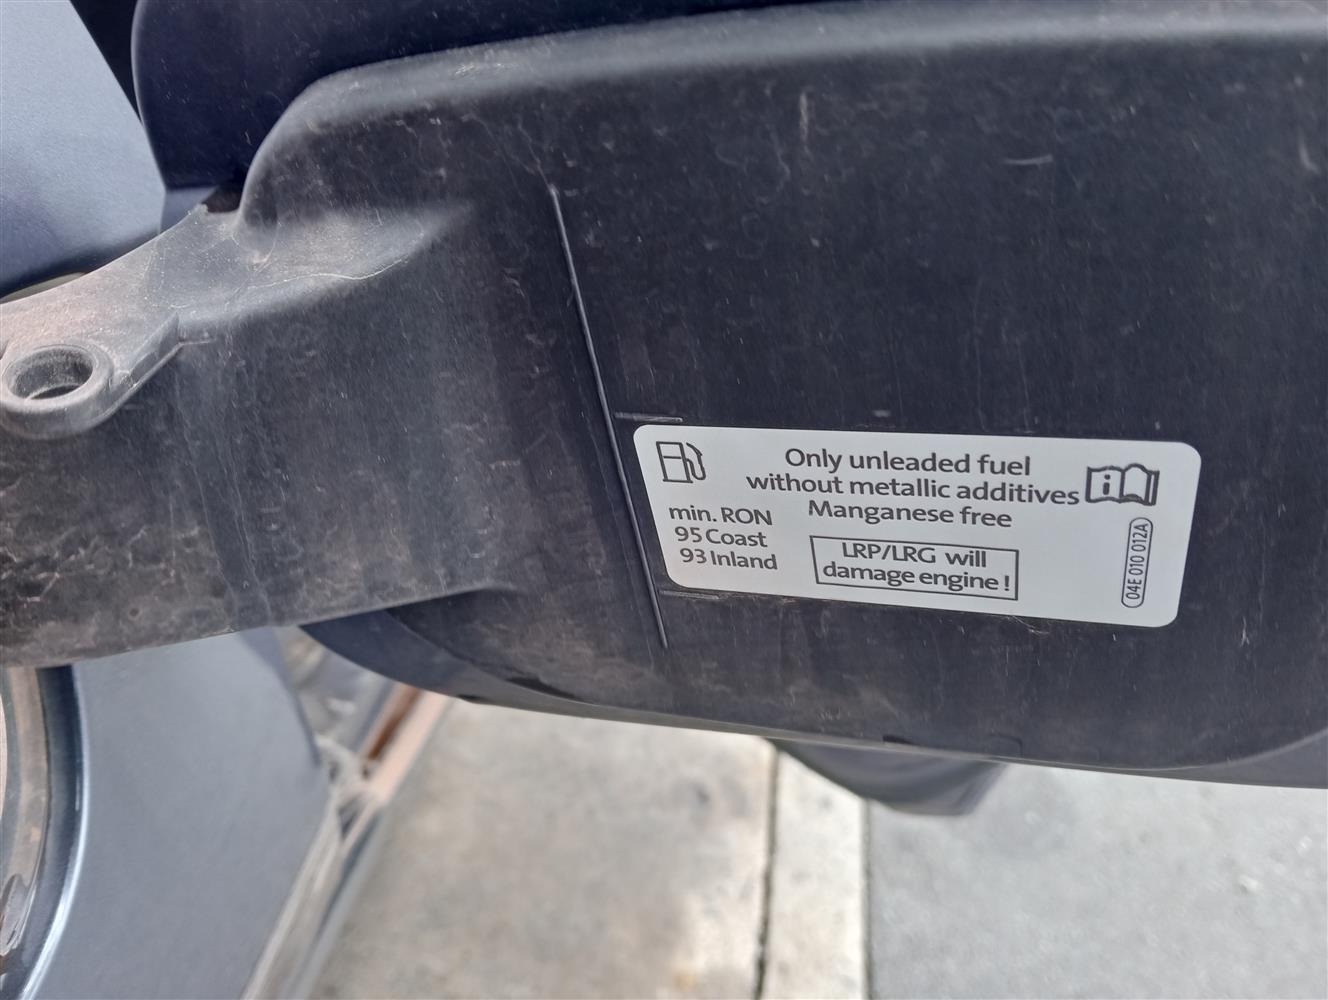 Only unleaded fuel
without metallic additives
Manganese free
min. RON
95 Coast
93 Inland
LRP/LRG will
damage engine!
i
04E 010 012A